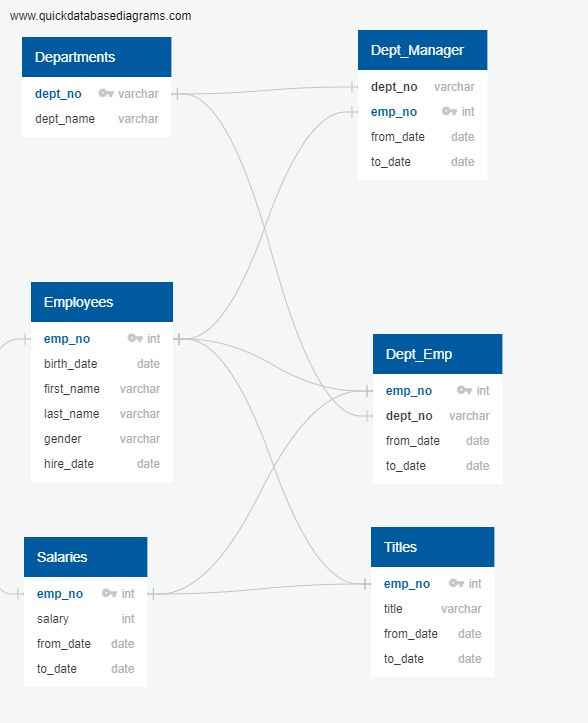 www.quickdatabasediagrams.com
Departments
dept_no varchar
dept_name varchar
Dept_Manager
dept_no varchar
emp_no int
from_date date
to_date date
Employees
emp_no int
birth_date date
first_name varchar
last_name varchar
gender varchar
hire_date date
Dept_Emp
emp_no int
dept_no varchar
from_date date
to_date date
Salaries
emp_no int
salary int
from_date date
to_date date
Titles
emp_no int
title varchar
from_date date
to_date date